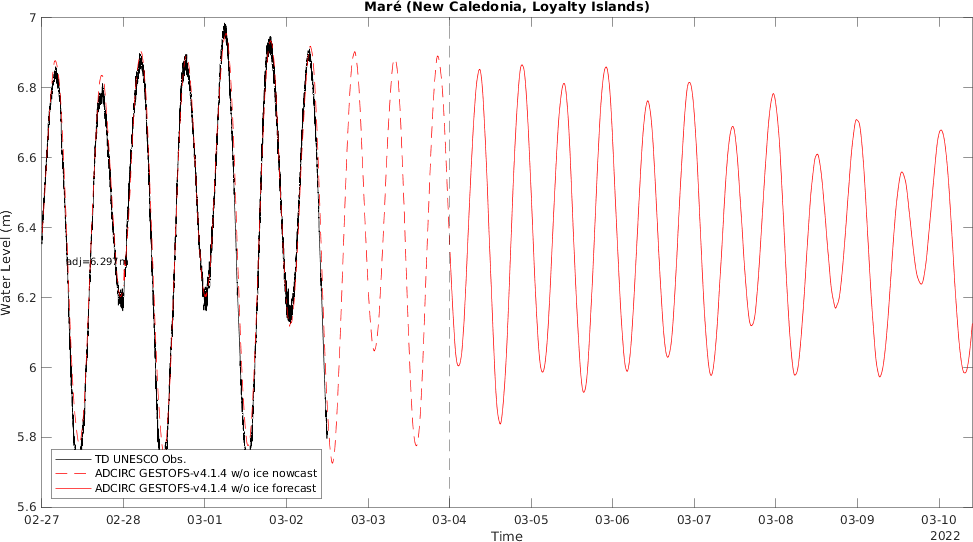 Maré (New Caledonia, Loyalty Islands)
7
6.8
6.6
6.4
6.2
6
5.8
5.6
Water Level (m)
adj=6.297m
TD UNESCO Obs.
ADCIRC GESTOFS-v4.1.4 w/o ice nowcast
ADCIRC GESTOFS-v4.1.4 w/o ice forecast
02-27 02-28 03-01 03-02 03-03 03-04 03-05 03-06 03-07 03-08 03-09 03-10
2022
Time